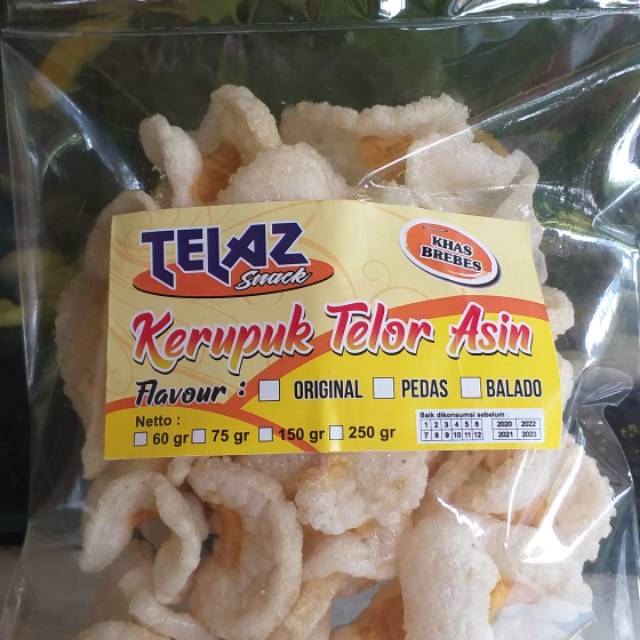 TELAZ
Snack
KHAS
BREBES
Kerupuk Telor Asin
Flavour : ORIGINAL PEDAS BALADO
Netto :
60 gr 75 gr 150 gr 250 gr
Baik dikonsumsi sebelum :
1 2 3 4 5 6 2020 2022
7 8 9 10 11 12 2021 2023